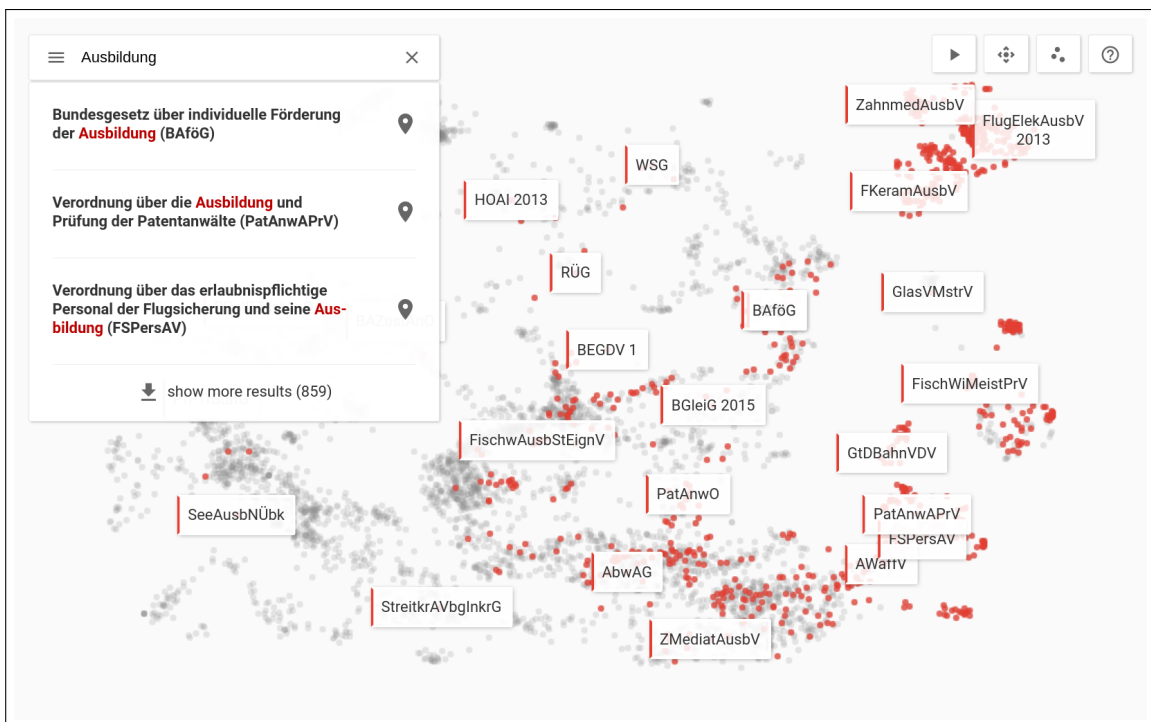 Ausbildung
Bundesgesetz über individuelle Förderung
der Ausbildung (BAföG)
Verordnung über die Ausbildung und
Prüfung der Patentanwälte (PatAnwAPrV)
Verordnung über das erlaubnispflichtige
Personal der Flugsicherung und seine Aus-
bildung (FSPersAV)
show more results (859)
ZahnmedAusbV
FlugElekAusbV
2013
WSG
HOAI 2013
FKeramAusbV
RÜG
GlasVMstrV
BAföG
BEGDV 1
FischWiMeistPrV
BGleiG 2015
FischwAusbStEignV
GtDBahnVDV
PatAnwO
SeeAusbNÜbk
PatAnwAPrV
FSPersAV
AWaffV
AbwAG
StreitkrAVbgInkrG
ZMediatAusbV